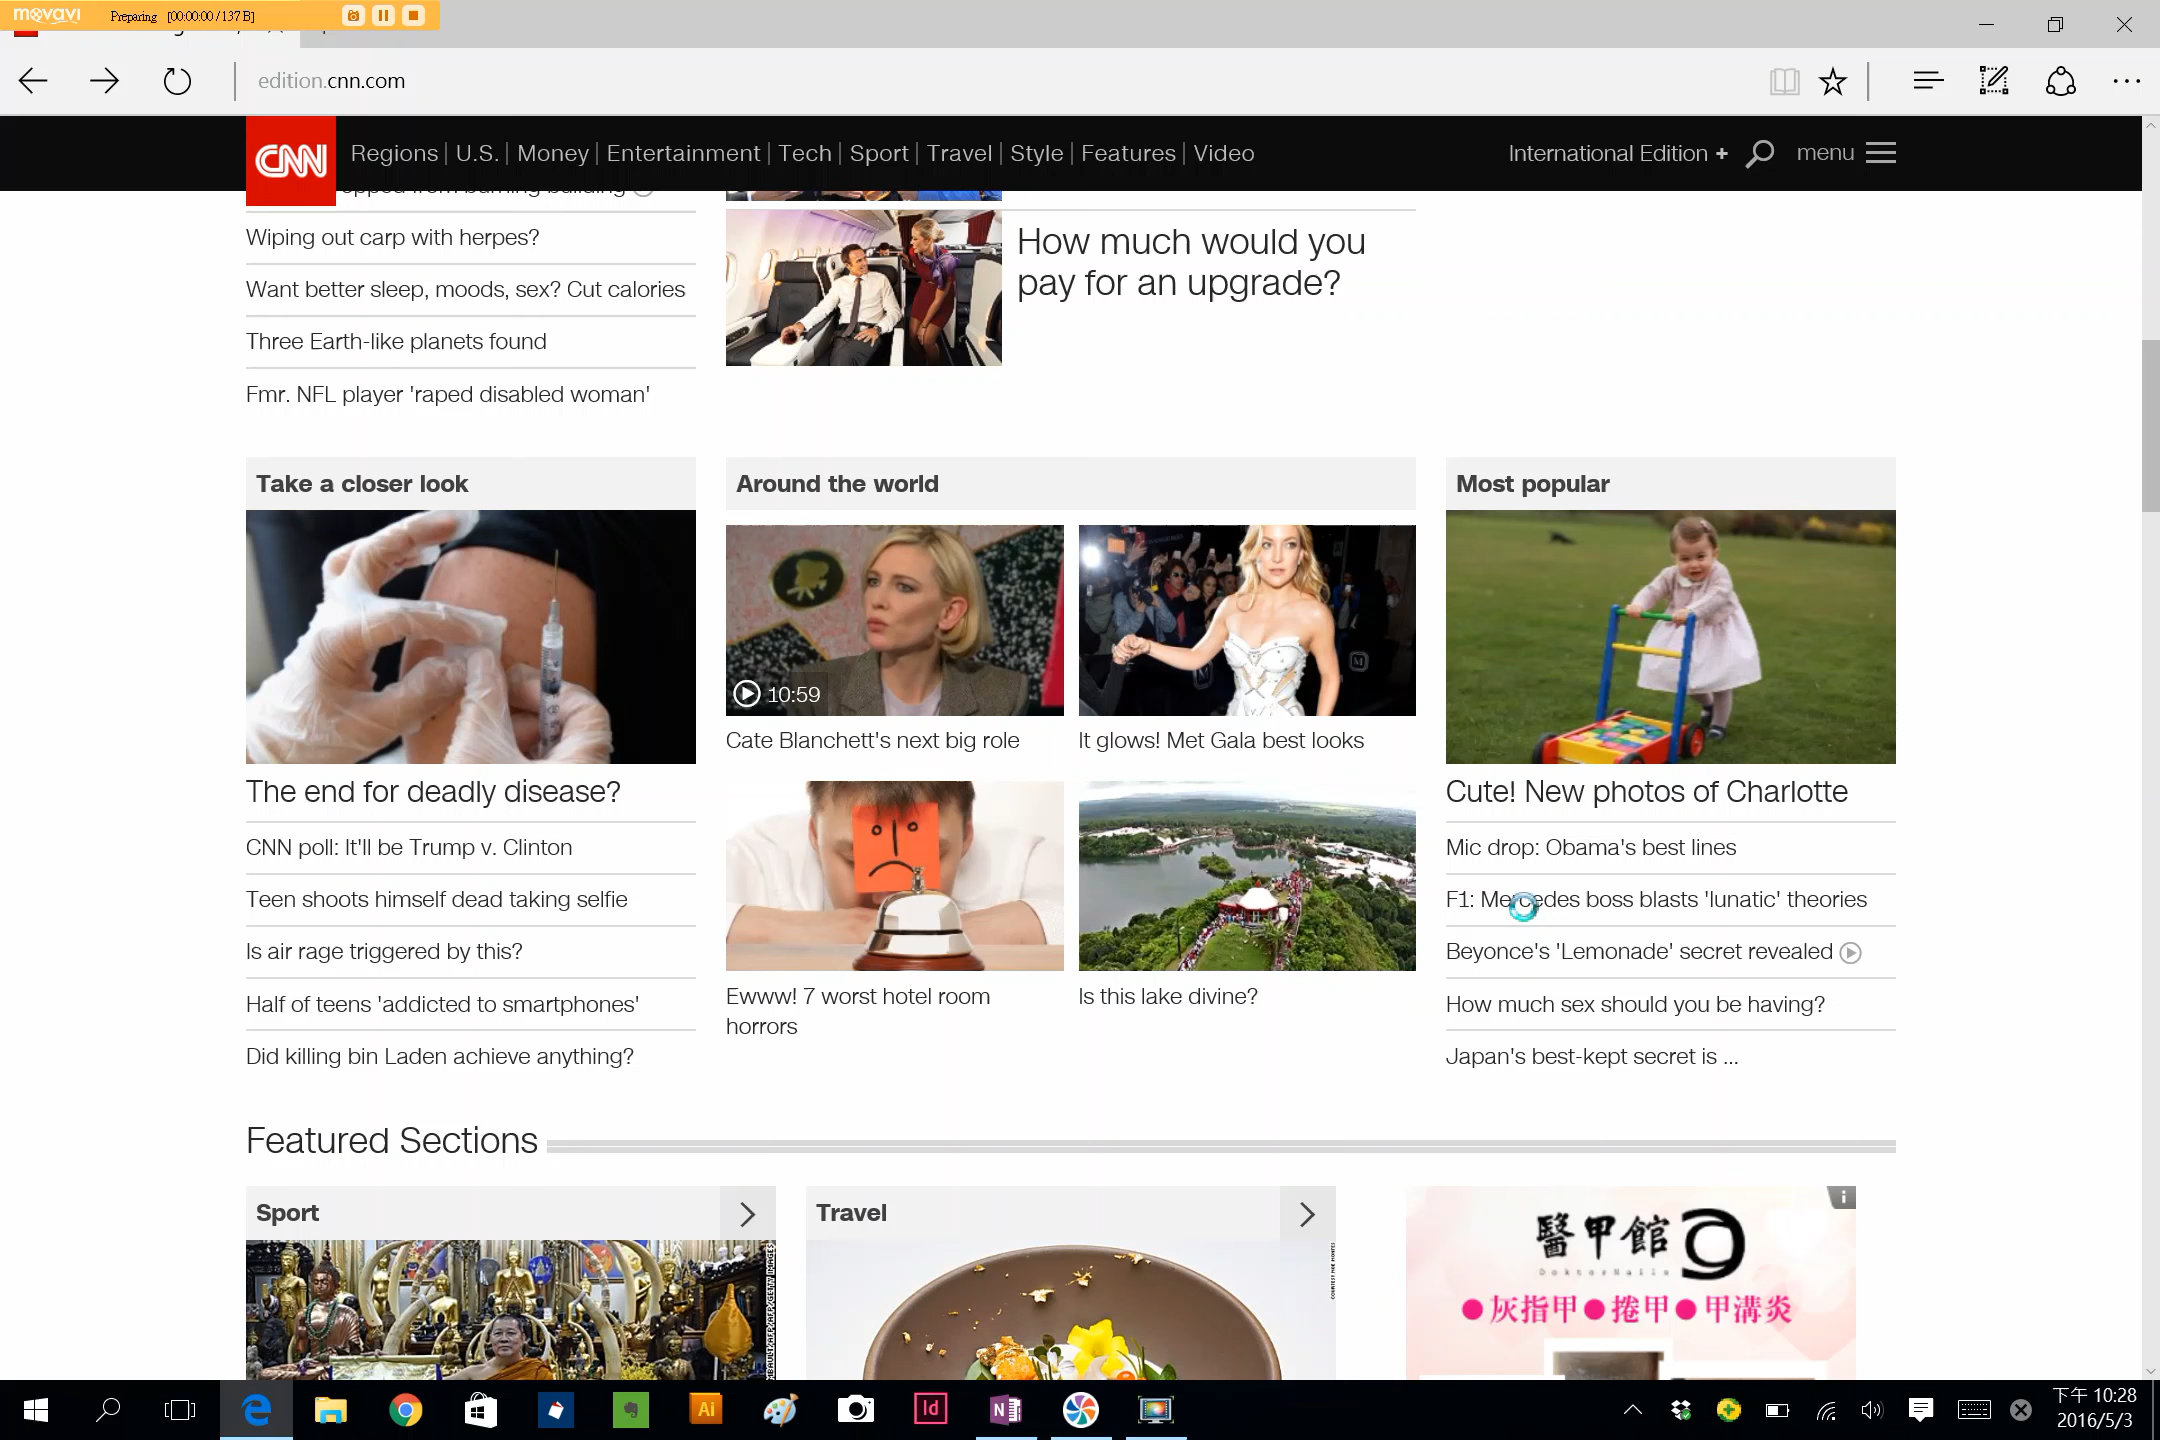 movavi Preparing [00:00:00 / 137 B]
edition.cnn.com
CNN Regions U.S. Money Entertainment Tech Sport Travel Style Features Video International Edition + menu
opped from burning building
Wiping out carp with herpes?
Want better sleep, moods, sex? Cut calories
Three Earth-like planets found
Fmr. NFL player 'raped disabled woman'
How much would you
pay for an upgrade?
Take a closer look
The end for deadly disease?
CNN poll: It'll be Trump v. Clinton
Teen shoots himself dead taking selfie
Is air rage triggered by this?
Half of teens 'addicted to smartphones'
Did killing bin Laden achieve anything?
Around the world
10:59
Cate Blanchett's next big role
It glows! Met Gala best looks
Ewww! 7 worst hotel room
horrors
Is this lake divine?
Most popular
Cute! New photos of Charlotte
Mic drop: Obama's best lines
F1: Mercedes boss blasts 'lunatic' theories
Beyonce's 'Lemonade' secret revealed
How much sex should you be having?
Japan's best-kept secret is ...
Featured Sections
Sport
Travel
醫甲館
DoktorNails
●灰指甲●捲甲●甲溝炎
Ai
Id
N
下午 10:28
2016/5/3